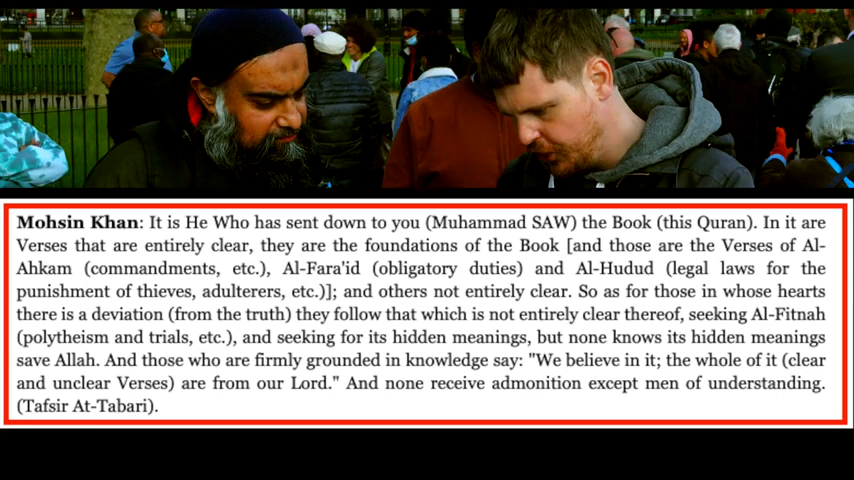 Mohsin Khan: It is He Who has sent down to you (Muhammad SAW) the Book (this Quran). In it are
Verses that are entirely clear, they are the foundations of the Book [and those are the Verses of Al-
Ahkam (commandments, etc.), Al-Fara'id (obligatory duties) and Al-Hudud (legal laws for the
punishment of thieves, adulterers, etc.)]; and others not entirely clear. So as for those in whose hearts
there is a deviation (from the truth) they follow that which is not entirely clear thereof, seeking Al-Fitnah
(polytheism and trials, etc.), and seeking for its hidden meanings, but none knows its hidden meanings
save Allah. And those who are firmly grounded in knowledge say: "We believe in it; the whole of it (clear
and unclear Verses) are from our Lord." And none receive admonition except men of understanding.
(Tafsir At-Tabari).